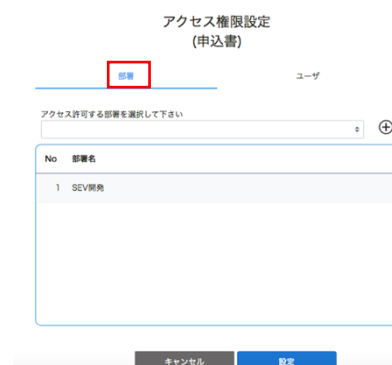 アクセス権限設定
(申込書)
部署
ユーザ
アクセス許可する部署を選択して下さい
No 部署名
1 SEV開発
キャンセル
設定